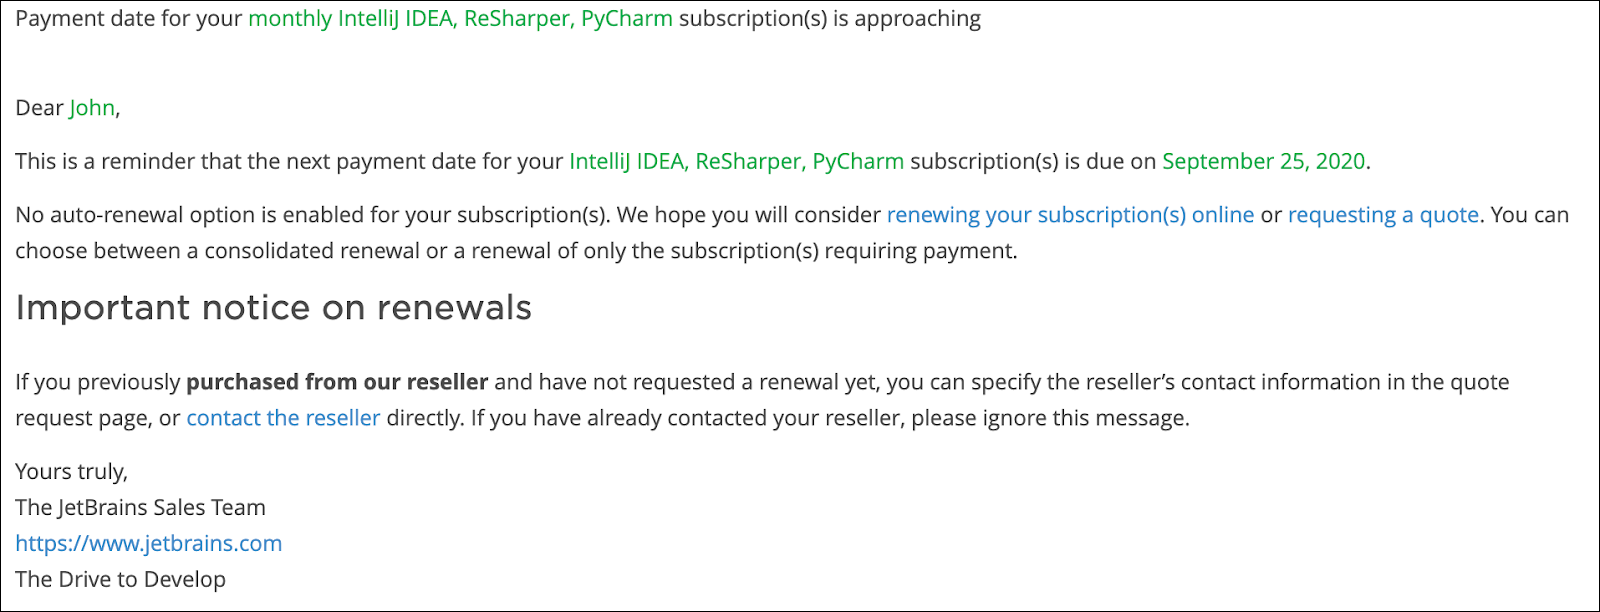 Payment date for your monthly IntelliJ IDEA, ReSharper, PyCharm subscription(s) is approaching
Dear John,
This is a reminder that the next payment date for your IntelliJ IDEA, ReSharper, PyCharm subscription(s) is due on September 25, 2020.
No auto-renewal option is enabled for your subscription(s). We hope you will consider renewing your subscription(s) online or requesting a quote. You can
choose between a consolidated renewal or a renewal of only the subscription(s) requiring payment.
Important notice on renewals
If you previously purchased from our reseller and have not requested a renewal yet, you can specify the reseller’s contact information in the quote
request page, or contact the reseller directly. If you have already contacted your reseller, please ignore this message.
Yours truly,
The JetBrains Sales Team
https://www.jetbrains.com
The Drive to Develop